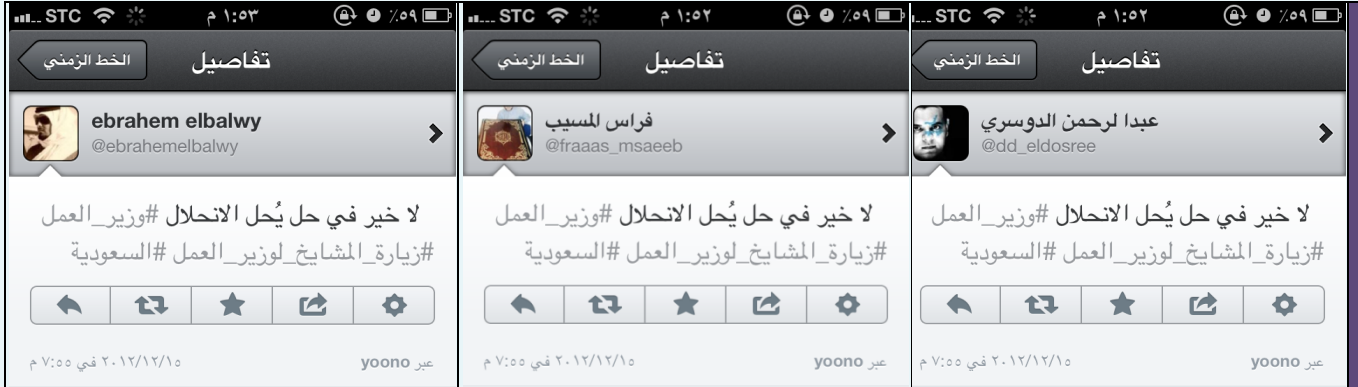 STC ١:٥٣ م ٪٥٩
الخط الزمني تفاصيل
ebrahem elbalwy
@ebrahemelbalwy
لا خير في حل يُحل الانحلال #وزير_العمل
#زيارة_المشايخ_لوزير_العمل #السعودية
٢٠١٢/١٢/١٥ في ٧:٥٥ م عبر yoono
STC ١:٥٢ م ٪٥٩
الخط الزمني تفاصيل
فراس المسيب
@fraaas_msaeeb
لا خير في حل يُحل الانحلال #وزير_العمل
#زيارة_المشايخ_لوزير_العمل #السعودية
٢٠١٢/١٢/١٥ في ٧:٥٥ م عبر yoono
STC ١:٥٢ م ٪٥٩
الخط الزمني تفاصيل
عبدا لرحمن الدوسري
@dd_eldosree
لا خير في حل يُحل الانحلال #وزير_العمل
#زيارة_المشايخ_لوزير_العمل #السعودية
٢٠١٢/١٢/١٥ في ٧:٥٥ م عبر yoono